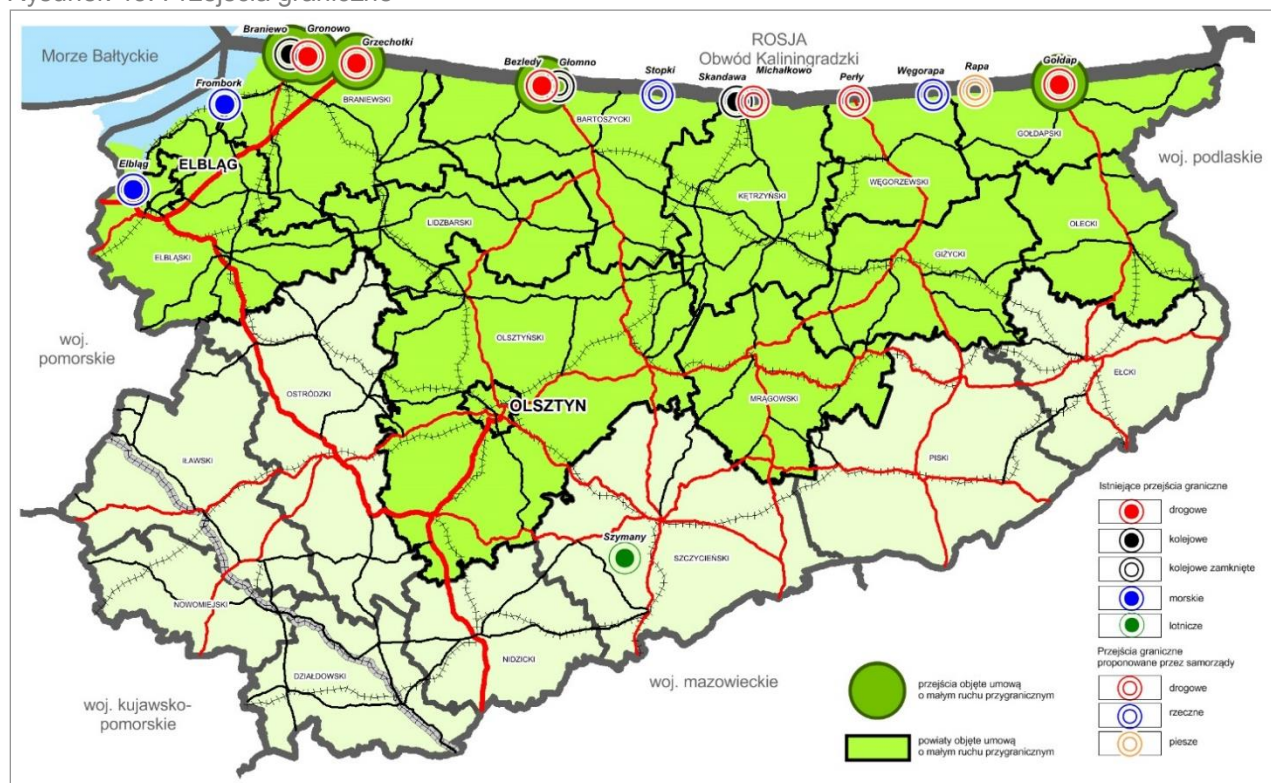 Rysunek 15. Przejścia graniczne
Morze Bałtyckie
Braniewo
Gronowo
Grzechotki
Frombork
Elbląg
Bezledy
Głomno
Stopki
ROSJA
Obwód Kaliningradzki
Skandawa
Michałkowo
Perły
Węgorapa
Rapa
Gołdap
BRANIEWSKI
BARTOSZYCKI
GOŁDAPSKI
woj. podlaskie
ELBLĄG
KĘTRZYŃSKI
WĘGORZEWSKI
LIDZBARSKI
OLECKI
ELBLĄSKI
GIŻYCKI
woj.
pomorskie
OLSZTYŃSKI
EŁCKI
OSTRÓDZKI
OLSZTYN
MRĄGOWSKI
IŁAWSKI
PISKI
Szymany
SZCZYCIEŃSKI
NOWOMIEJSKI
NIDZICKI
DZIAŁDOWSKI
woj. mazowieckie
woj. kujawsko-
pomorskie
przejścia objęte umową
o małym ruchu przygranicznym
powiaty objęte umową
o małym ruchu przygranicznym
Istniejące przejścia graniczne
drogowe
kolejowe
kolejowe zamknięte
morskie
lotnicze
Przejścia graniczne
proponowane przez samorządy
drogowe
rzeczne
piesze